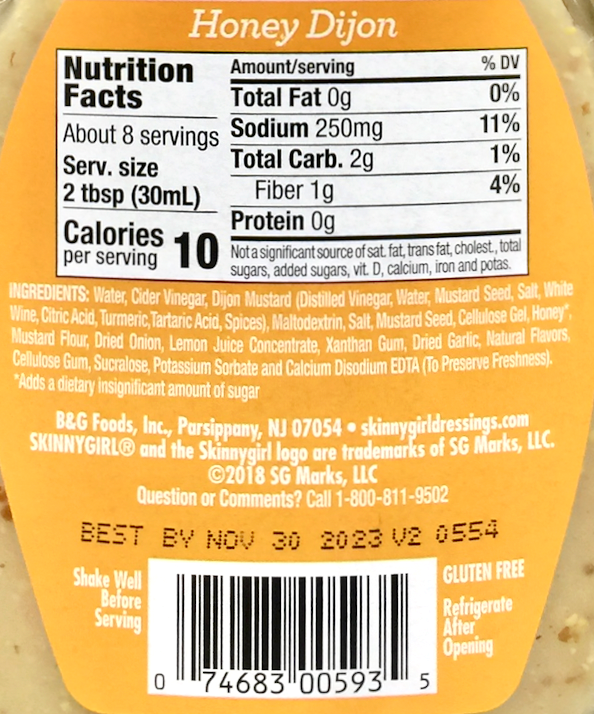 Honey Dijon
Nutrition
Facts
About 8 servings
Serv. size
2 tbsp (30mL)
Calories 10
per serving
Amount/serving % DV
Total Fat 0g 0%
Sodium 250mg 11%
Total Carb. 2g 1%
Fiber 1g 4%
Protein 0g
Not a significant source of sat. fat, trans fat, cholest., total
sugars, added sugars, vit. D, calcium, iron and potas.
INGREDIENTS: Water, Cider Vinegar, Dijon Mustard (Distilled Vinegar, Water, Mustard Seed, Salt, White
Wine, Citric Acid, Turmeric, Tartaric Acid, Spices), Maltodextrin, Salt, Mustard Seed, Cellulose Gel, Honey*,
Mustard Flour, Dried Onion, Lemon Juice Concentrate, Xanthan Gum, Dried Garlic, Natural Flavors,
Cellulose Gum, Sucralose, Potassium Sorbate and Calcium Disodium EDTA (To Preserve Freshness).
*Adds a dietary insignificant amount of sugar
B&G Foods, Inc., Parsippany, NJ 07054 • skinnygirldressings.com
SKINNYGIRL® and the Skinnygirl logo are trademarks of SG Marks, LLC.
©2018 SG Marks, LLC
Question or Comments? Call 1-800-811-9502
BEST BY NOV 30 2023 V2 0554
Shake Well
Before
Serving
GLUTEN FREE
Refrigerate
After
Opening
0 74683 00593 5